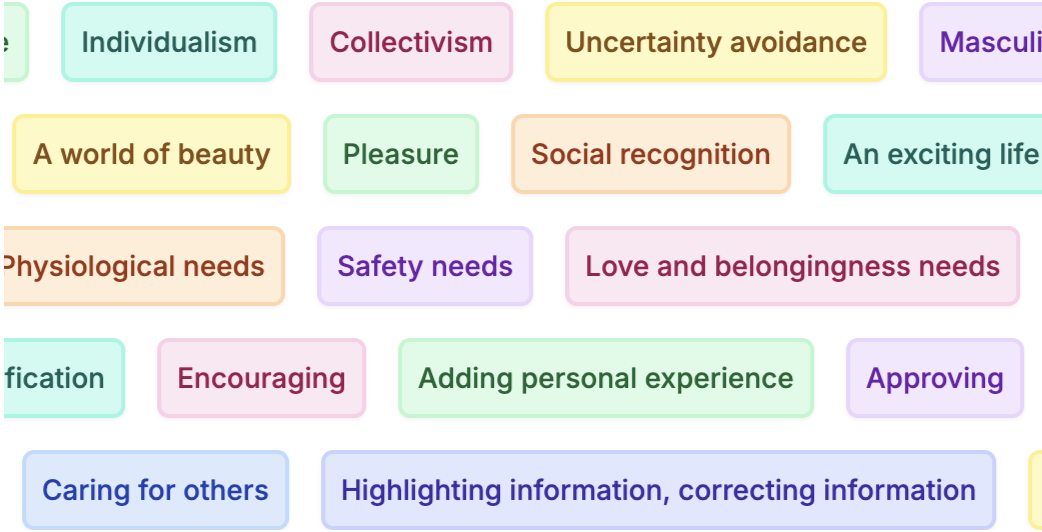 e Individualism Collectivism Uncertainty avoidance Masculi
A world of beauty Pleasure Social recognition An exciting life
Physiological needs Safety needs Love and belongingness needs
fication Encouraging Adding personal experience Approving
Caring for others Highlighting information, correcting information